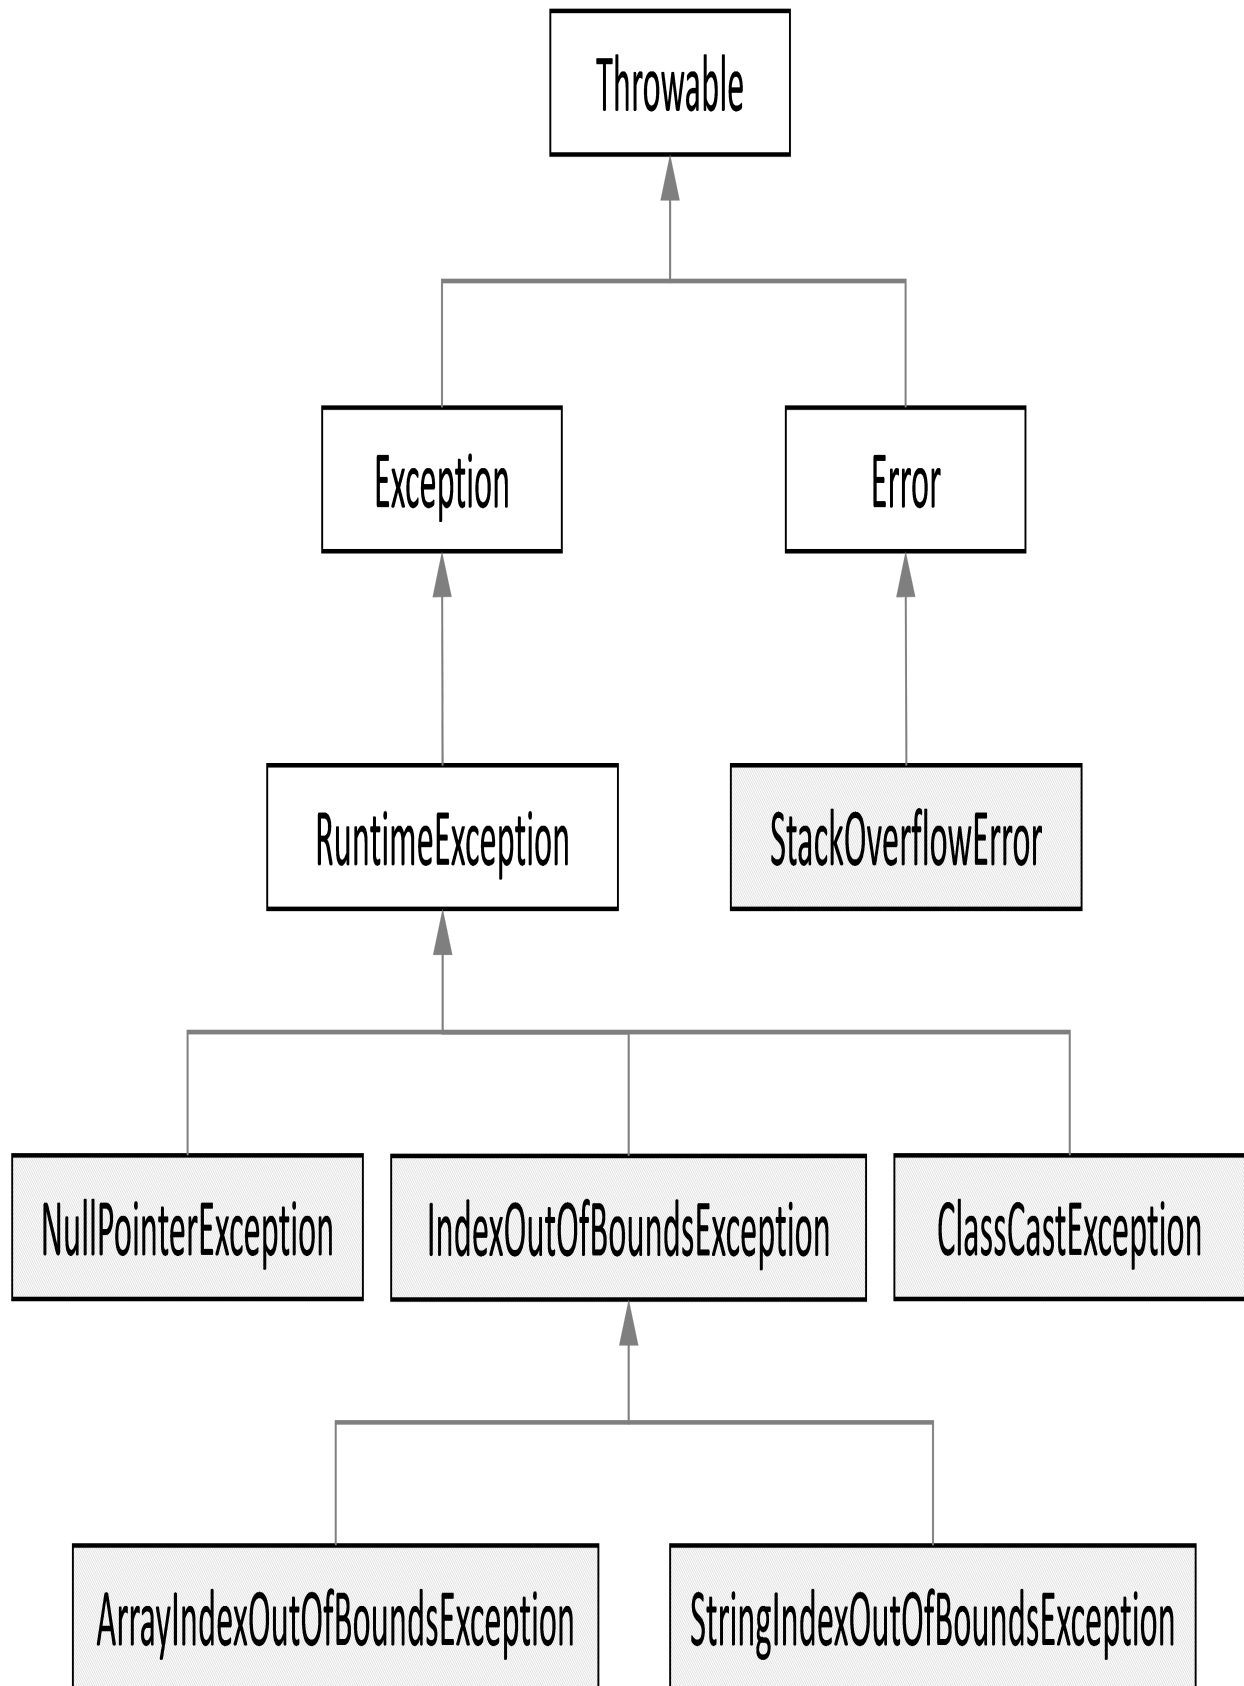 Throwable
Exception
Error
RuntimeException
StackOverflowError
NullPointerException
IndexOutOfBoundsException
ClassCastException
ArrayIndexOutOfBoundsException
StringIndexOutOfBoundsException